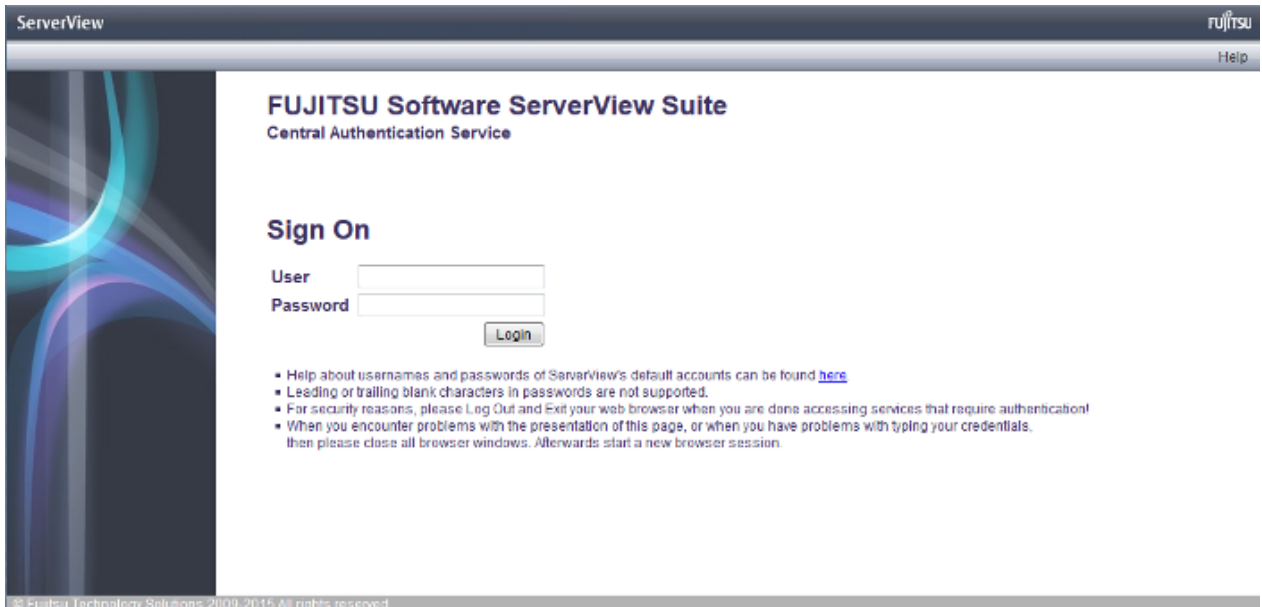 ServerView
FUJITSU
Help
FUJITSU Software ServerView Suite
Central Authentication Service
Sign On
User
Password
Login
▪ Help about usernames and passwords of ServerView's default accounts can be found here
▪ Leading or trailing blank characters in passwords are not supported.
▪ For security reasons, please Log Out and Exit your web browser when you are done accessing services that require authentication!
▪ When you encounter problems with the presentation of this page, or when you have problems with typing your credentials,
then please close all browser windows. Afterwards start a new browser session.
© Fujitsu Technology Solutions 2009-2015 All rights reserved